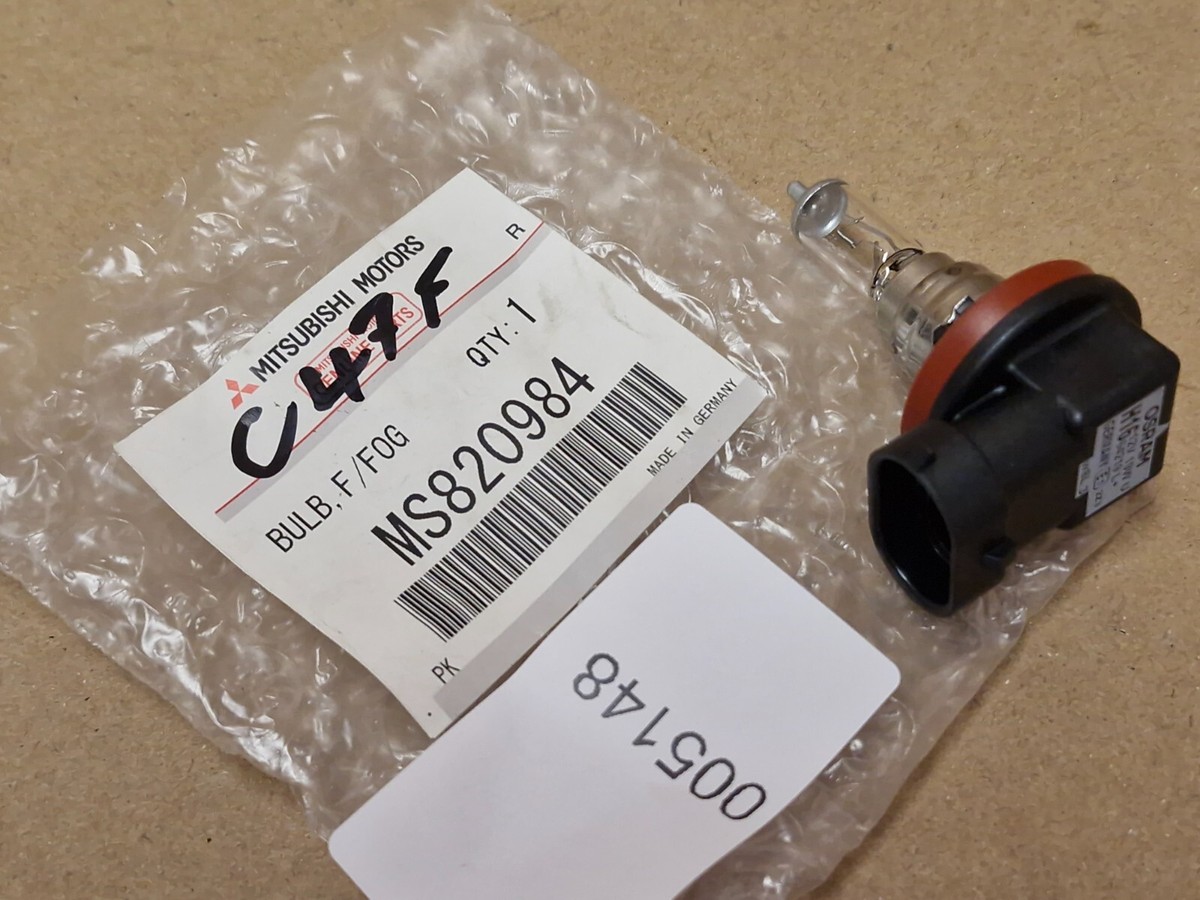 MITSUBISHI MOTORS
R
C47F
BULB, F/FOG
QTY: 1
MS820984
MADE IN GERMANY
PK
005148
OSRAM